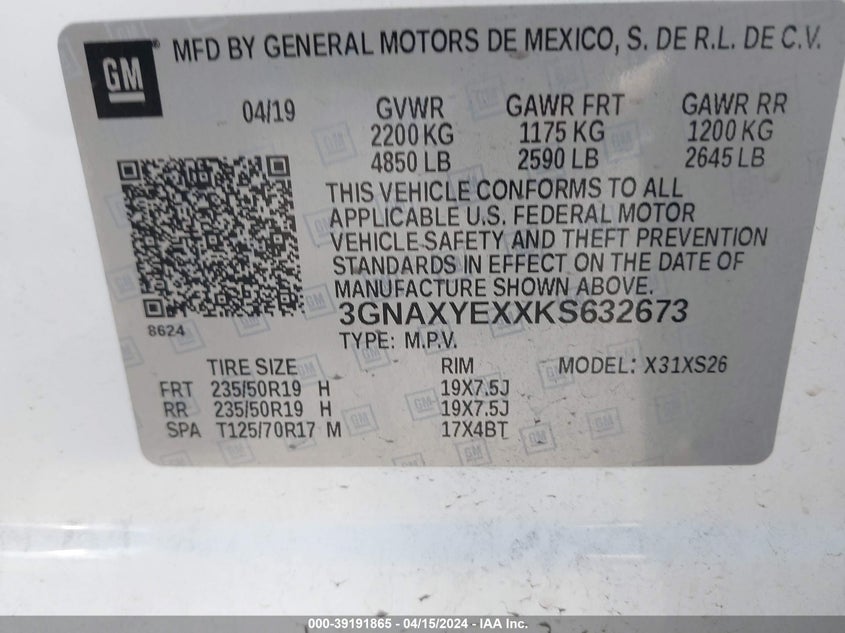 GM
MFD BY GENERAL MOTORS DE MEXICO, S. DE R.L. DE C.V.
04/19 GVWR GAWR FRT GAWR RR
2200 KG 1175 KG 1200 KG
4850 LB 2590 LB 2645 LB
THIS VEHICLE CONFORMS TO ALL
APPLICABLE U.S. FEDERAL MOTOR
VEHICLE SAFETY AND THEFT PREVENTION
STANDARDS IN EFFECT ON THE DATE OF
MANUFACTURE SHOWN ABOVE.
8624
3GNAXYEXXKS632673
TYPE: M.P.V.
TIRE SIZE RIM MODEL: X31XS26
FRT 235/50R19 H 19X7.5J
RR 235/50R19 H 19X7.5J
SPA T125/70R17 M 17X4BT
000-39191865 - 04/15/2024 - IAA Inc.